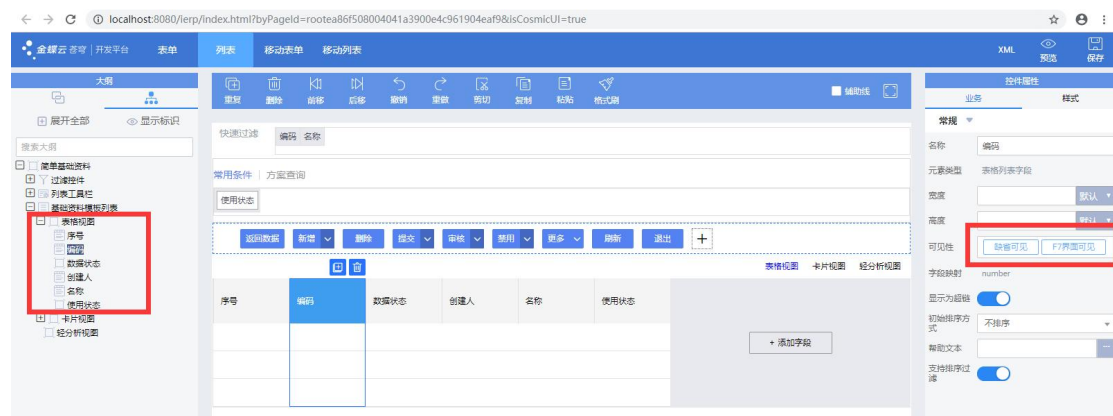 localhost:8080/ierp/index.html?byPageId=rootea86f508004041a3900e4c961904eaf9&isCosmicUI=true
金蝶云 苍穹 | 开发平台 表单 列表 移动表单 移动列表 XML 预览 保存
大纲
展开全部 显示标识
搜索大纲
简单基础资料
过滤控件
列表工具栏
基础资料模板列表
表格视图
序号
编码
数据状态
创建人
名称
使用状态
卡片视图
轻分析视图
重复 删除 前移 后移 撤销 重做 剪切 复制 粘贴 格式刷 辅助线
快速过滤 编码 名称
常用条件 | 方案查询
使用状态
返回数据 新增 删除 提交 审核 禁用 更多 刷新 退出 +
表格视图 卡片视图 轻分析视图
序号 编码 数据状态 创建人 名称 使用状态
+ 添加字段
控件属性
业务 样式
常规
名称 编码
元素类型 表格列表字段
宽度 默认
高度 默认
可见性 缺省可见 F7界面可见
字段映射 number
显示为超链
初始排序方
式
不排序
帮助文本
支持排序过
滤